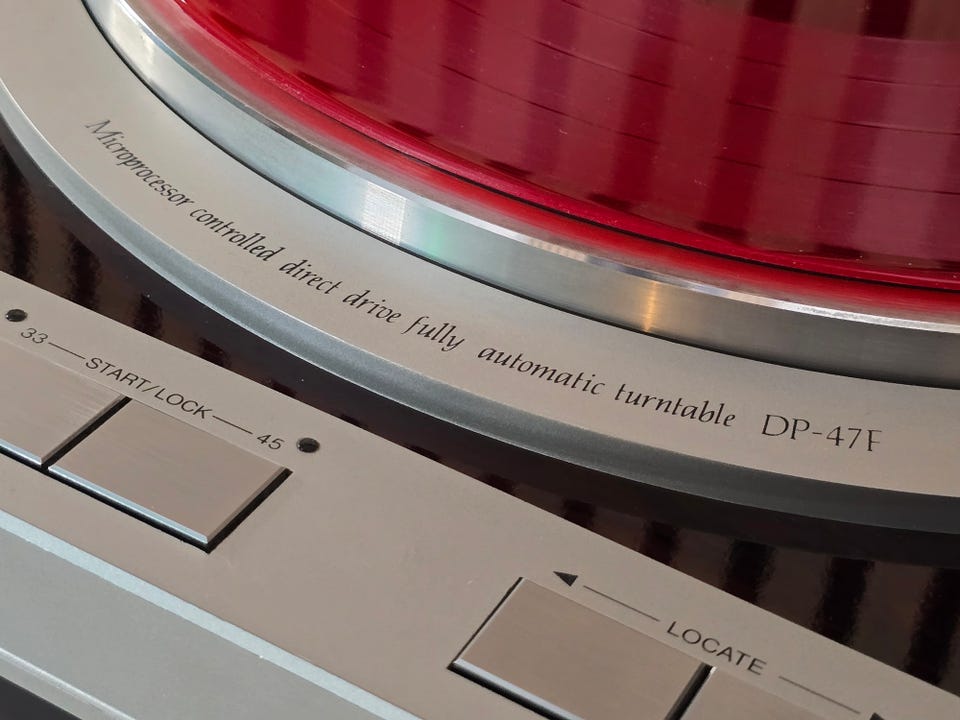 Microprocessor controlled direct drive fully automatic turntable DP-47F
33 START/LOCK 45
LOCATE